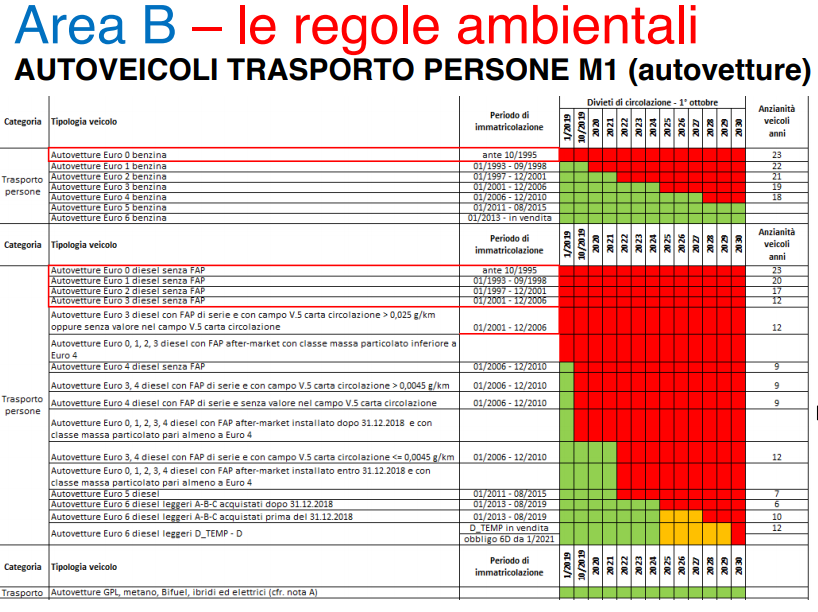 Area B – le regole ambientali
AUTOVEICOLI TRASPORTO PERSONE M1 (autovetture)
Categoria Tipologia veicolo Periodo di immatricolazione Divieti di circolazione - 1° ottobre Anzianità veicoli anni
1/2019 10/2019 2020 2021 2022 2023 2024 2025 2026 2027 2028 2029 2030
Trasporto persone
Autovetture Euro 0 benzina ante 10/1995 23
Autovetture Euro 1 benzina 01/1993 - 09/1998 22
Autovetture Euro 2 benzina 01/1997 - 12/2001 21
Autovetture Euro 3 benzina 01/2001 - 12/2006 19
Autovetture Euro 4 benzina 01/2006 - 12/2010 18
Autovetture Euro 5 benzina 01/2011 - 08/2015
Autovetture Euro 6 benzina 01/2013 - in vendita
Categoria Tipologia veicolo Periodo di immatricolazione 1/2019 10/2019 2020 2021 2022 2023 2024 2025 2026 2027 2028 2029 2030 Anzianità veicoli anni
Trasporto persone
Autovetture Euro 0 diesel senza FAP ante 10/1995 23
Autovetture Euro 1 diesel senza FAP 01/1993 - 09/1998 20
Autovetture Euro 2 diesel senza FAP 01/1997 - 12/2001 17
Autovetture Euro 3 diesel senza FAP 01/2001 - 12/2006 12
Autovetture Euro 3 diesel con FAP di serie e con campo V.5 carta circolazione > 0,025 g/km
oppure senza valore nel campo V.5 carta circolazione 01/2001 - 12/2006 12
Autovetture Euro 0, 1, 2, 3 diesel con FAP after-market con classe massa particolato inferiore a
Euro 4
Autovetture Euro 4 diesel senza FAP 01/2006 - 12/2010 9
Autovetture Euro 3, 4 diesel con FAP di serie e con campo V.5 carta circolazione > 0,0045 g/km 01/2006 - 12/2010 9
Autovetture Euro 4 diesel con FAP di serie e senza valore nel campo V.5 carta circolazione 01/2006 - 12/2010 9
Autovetture Euro 0, 1, 2, 3, 4 diesel con FAP after-market installato dopo 31.12.2018 e con
classe massa particolato pari almeno a Euro 4
Autovetture Euro 3, 4 diesel con FAP di serie e con campo V.5 carta circolazione <= 0,0045 g/km 01/2006 - 12/2010 12
Autovetture Euro 0, 1, 2, 3, 4 diesel con FAP after-market installato entro 31.12.2018 e con
classe massa particolato pari almeno a Euro 4
Autovetture Euro 5 diesel 01/2011 - 08/2015 7
Autovetture Euro 6 diesel leggeri A-B-C acquistati dopo 31.12.2018 01/2013 - 08/2019 6
Autovetture Euro 6 diesel leggeri A-B-C acquistati prima del 31.12.2018 01/2013 - 08/2019 10
Autovetture Euro 6 diesel leggeri D_TEMP - D D_TEMP in vendita 12
obbligo 6D da 1/2021
Categoria Tipologia veicolo Periodo di immatricolazione 1/2019 10/2019 2020 2021 2022 2023 2024 2025 2026 2027 2028 2029 2030 Anzianità veicoli anni
Trasporto Autovetture GPL, metano, Bifuel, ibridi ed elettrici (cfr. nota A)